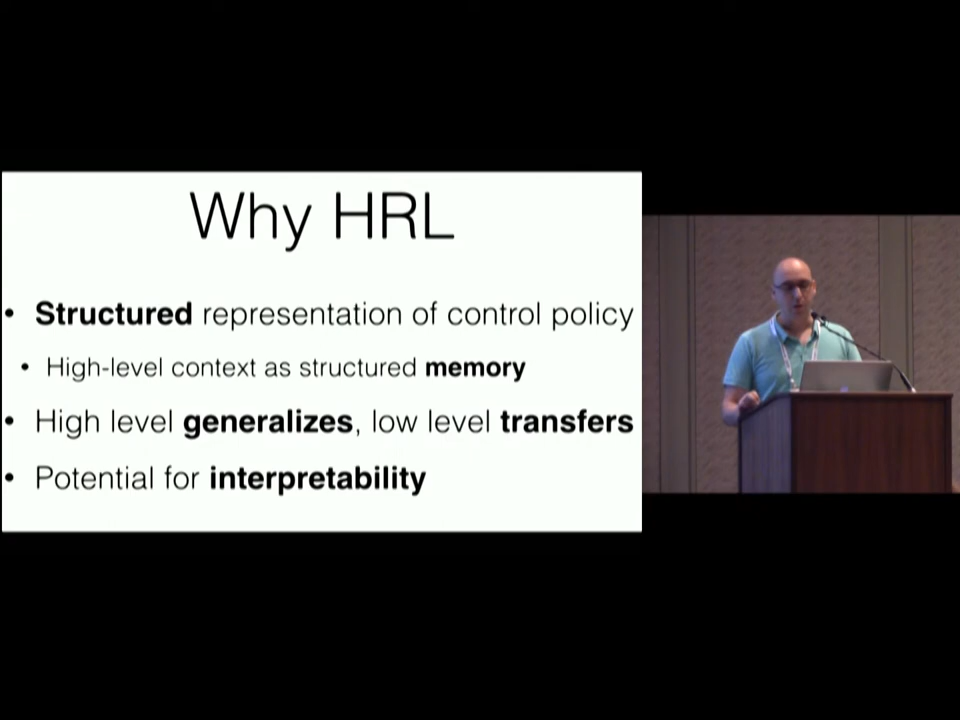 Why HRL
• Structured representation of control policy
• High-level context as structured memory
• High level generalizes, low level transfers
• Potential for interpretability